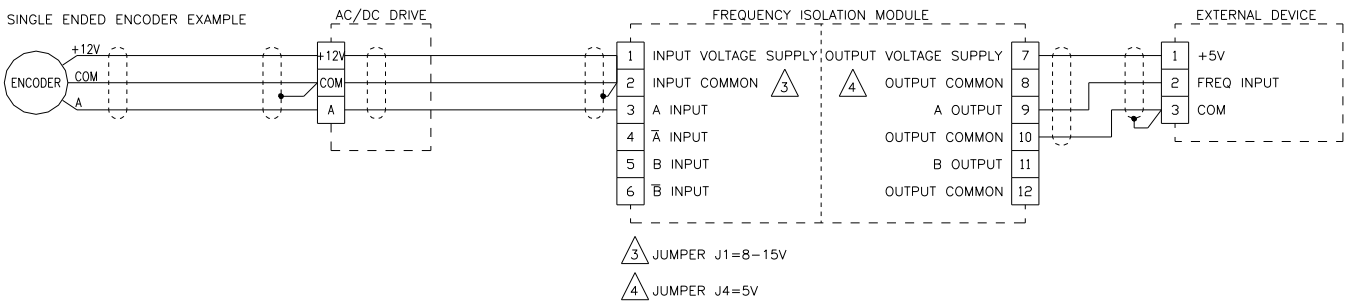 SINGLE ENDED ENCODER EXAMPLE
AC/DC DRIVE
FREQUENCY ISOLATION MODULE
EXTERNAL DEVICE
ENCODER
+12V
COM
A
+12V
COM
A
1 INPUT VOLTAGE SUPPLY
2 INPUT COMMON 3
3 A INPUT
4 A̅ INPUT
5 B INPUT
6 B̅ INPUT
OUTPUT VOLTAGE SUPPLY 7
4 OUTPUT COMMON 8
A OUTPUT 9
OUTPUT COMMON 10
B OUTPUT 11
OUTPUT COMMON 12
1 +5V
2 FREQ INPUT
3 COM
3 JUMPER J1=8-15V
4 JUMPER J4=5V